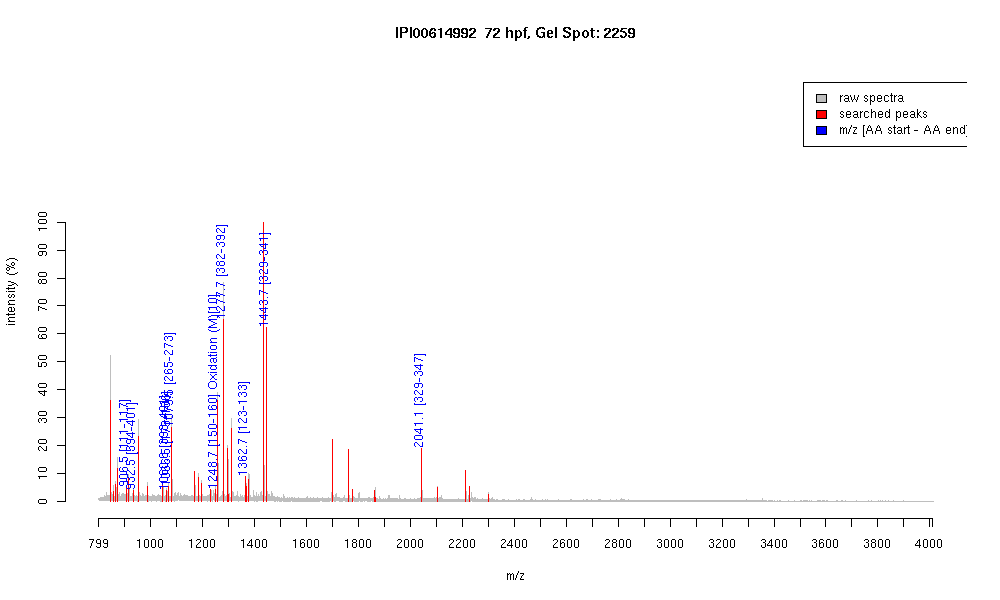 IPI00614992 72 hpf, Gel Spot: 2259
raw spectra
searched peaks
m/z [AA start - AA end]
intensity (%)
100
90
80
70
60
50
40
30
20
10
0
906.5 [111-117]
932.5 [394-401]
[265-273]
1248.7 [150-160] Oxidation (M)[10]
1277.7 [382-392]
1362.7 [123-133]
1443.7 [329-341]
2041.1 [329-347]
799 1000 1200 1400 1600 1800 2000 2200 2400 2600 2800 3000 3200 3400 3600 3800 4000
m/z